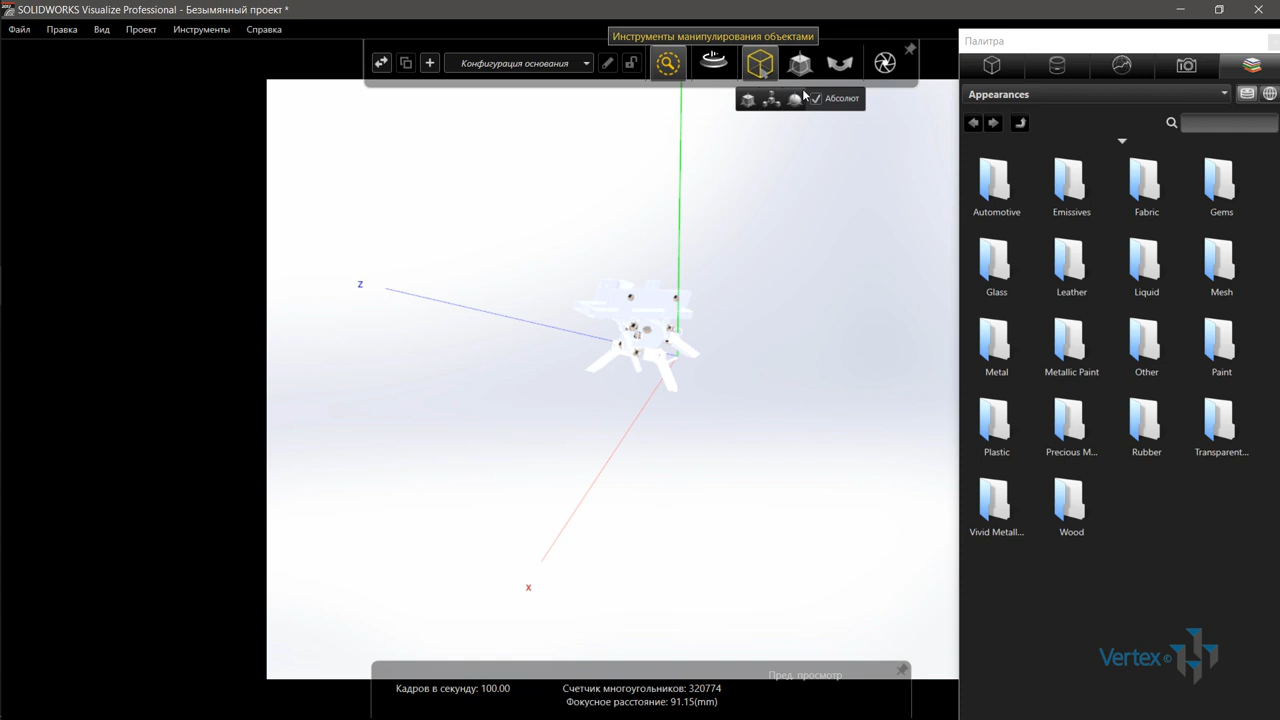 SOLIDWORKS Visualize Professional - Безымянный проект *
Файл Правка Вид Проект Инструменты Справка
Инструменты манипулирования объектами
Палитра
Конфигурация основания
Абсолют
Appearances
Automotive Emissives Fabric Gems
Glass Leather Liquid Mesh
Metal Metallic Paint Other Paint
Plastic Precious M... Rubber Transparent...
Vivid Metall... Wood
Z
X
Vertex©
Пред. просмотр
Кадров в секунду: 100.00 Счетчик многоугольников: 320774
Фокусное расстояние: 91.15(mm)